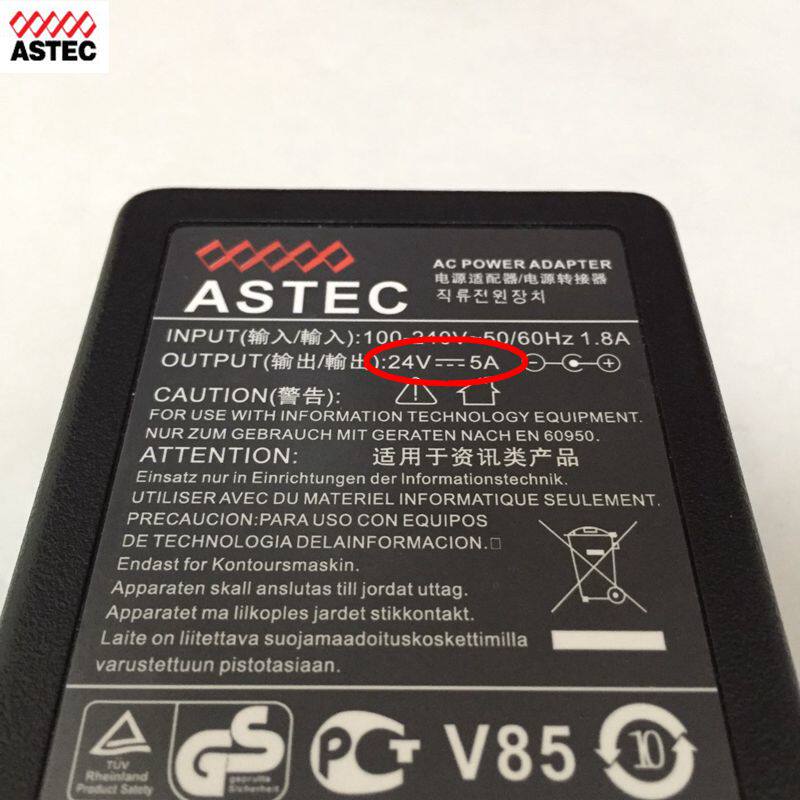 ASTEC
ASTEC
AC POWER ADAPTER
电源适配器/电源转接器
직류전원장치
INPUT(输入/輸入):100-240V~50/60Hz 1.8A
OUTPUT(输出/輸出):24V⎓5A
CAUTION(警告):
FOR USE WITH INFORMATION TECHNOLOGY EQUIPMENT.
NUR ZUM GEBRAUCH MIT GERATEN NACH EN 60950.
ATTENTION: 适用于资讯类产品
Einsatz nur in Einrichtungen der Informationstechnik.
UTILISER AVEC DU MATERIEL INFORMATIQUE SEULEMENT.
PRECAUCION:PARA USO CON EQUIPOS
DE TECHNOLOGIA DELAINFORMACION.□
Endast for Kontoursmaskin.
Apparaten skall anslutas till jordat uttag.
Apparatet ma lilkoples jardet stikkontakt.
Laite on liitettava suojamaadoituskoskettimilla
varustettuun pistotasiaan.
TÜV
Rheinland
Product Safety
GS
geprüfte
Sicherheit
PCT
V85
10